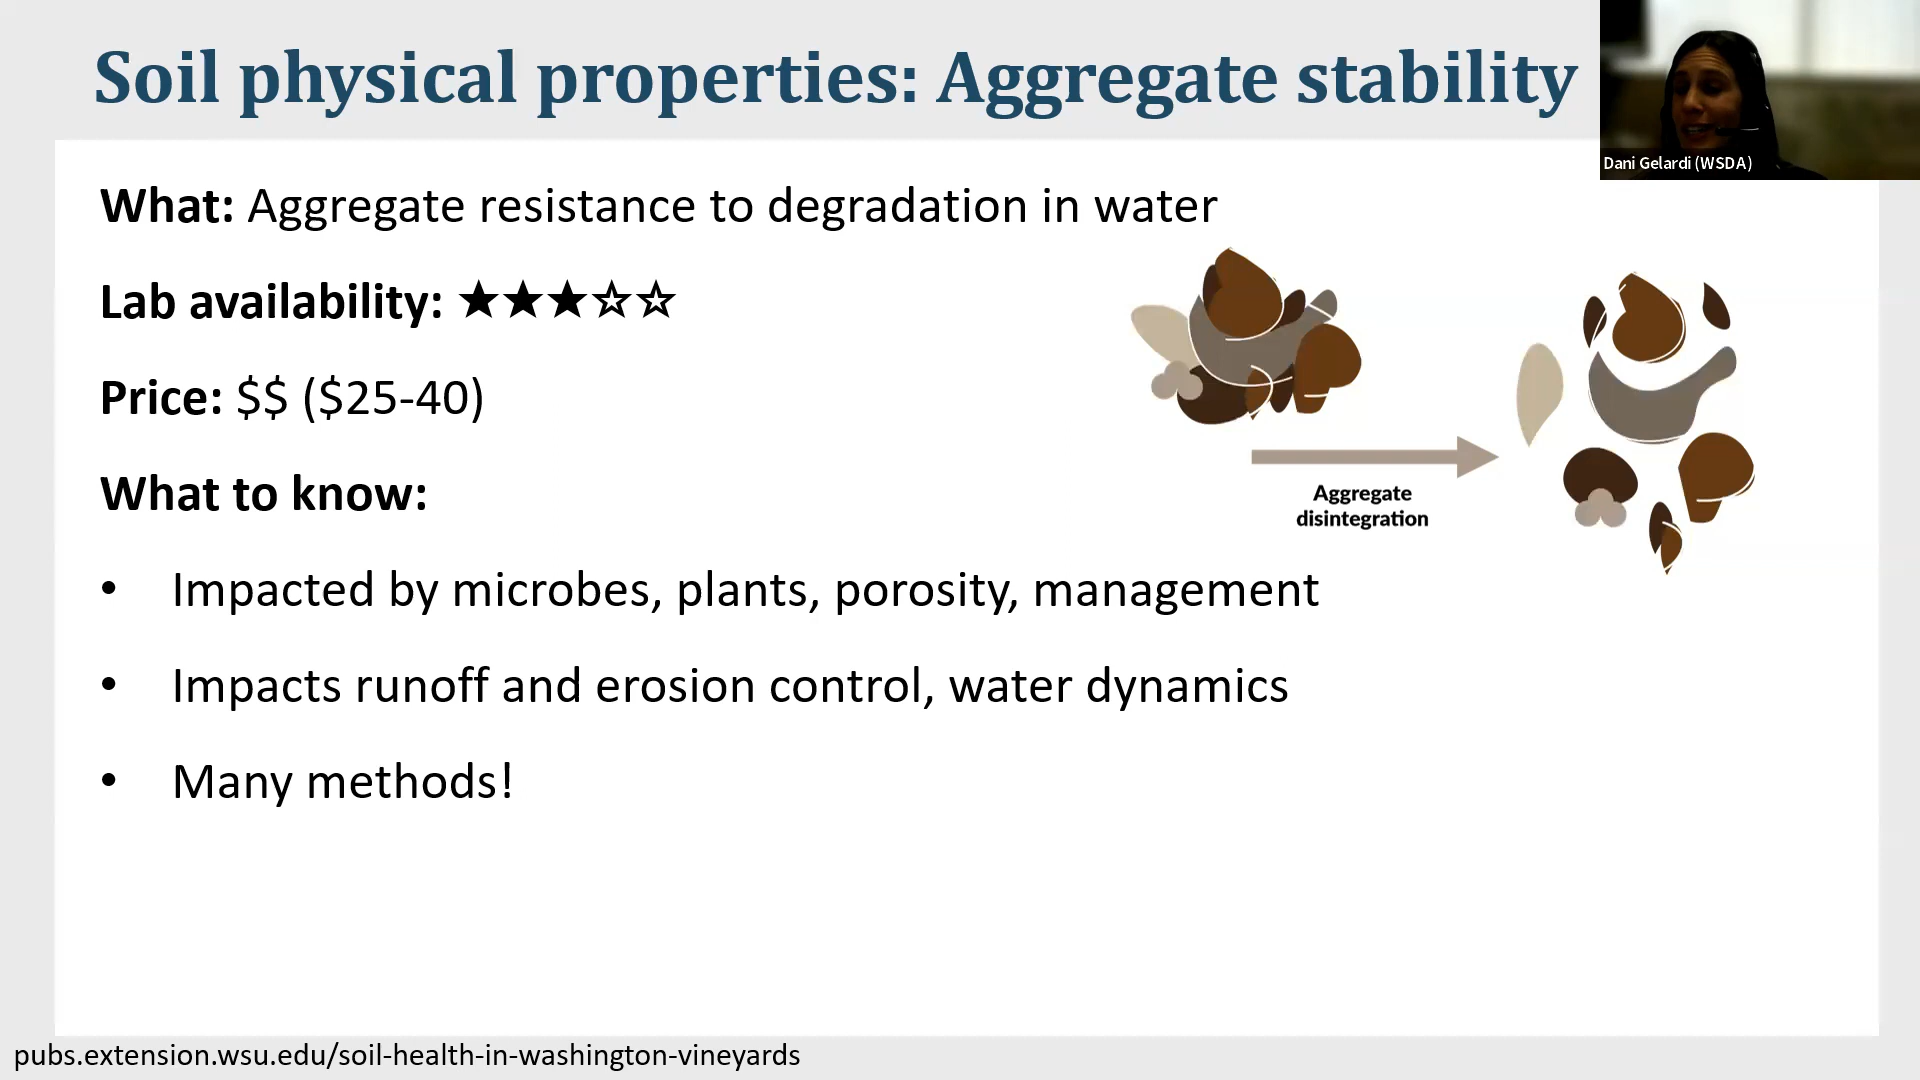 Soil physical properties: Aggregate stability
Dani Gelardi (WSDA)
What: Aggregate resistance to degradation in water
Lab availability: ★★★☆☆
Price: $$ ($25-40)
What to know:
Aggregate
disintegration
• Impacted by microbes, plants, porosity, management
• Impacts runoff and erosion control, water dynamics
• Many methods!
pubs.extension.wsu.edu/soil-health-in-washington-vineyards